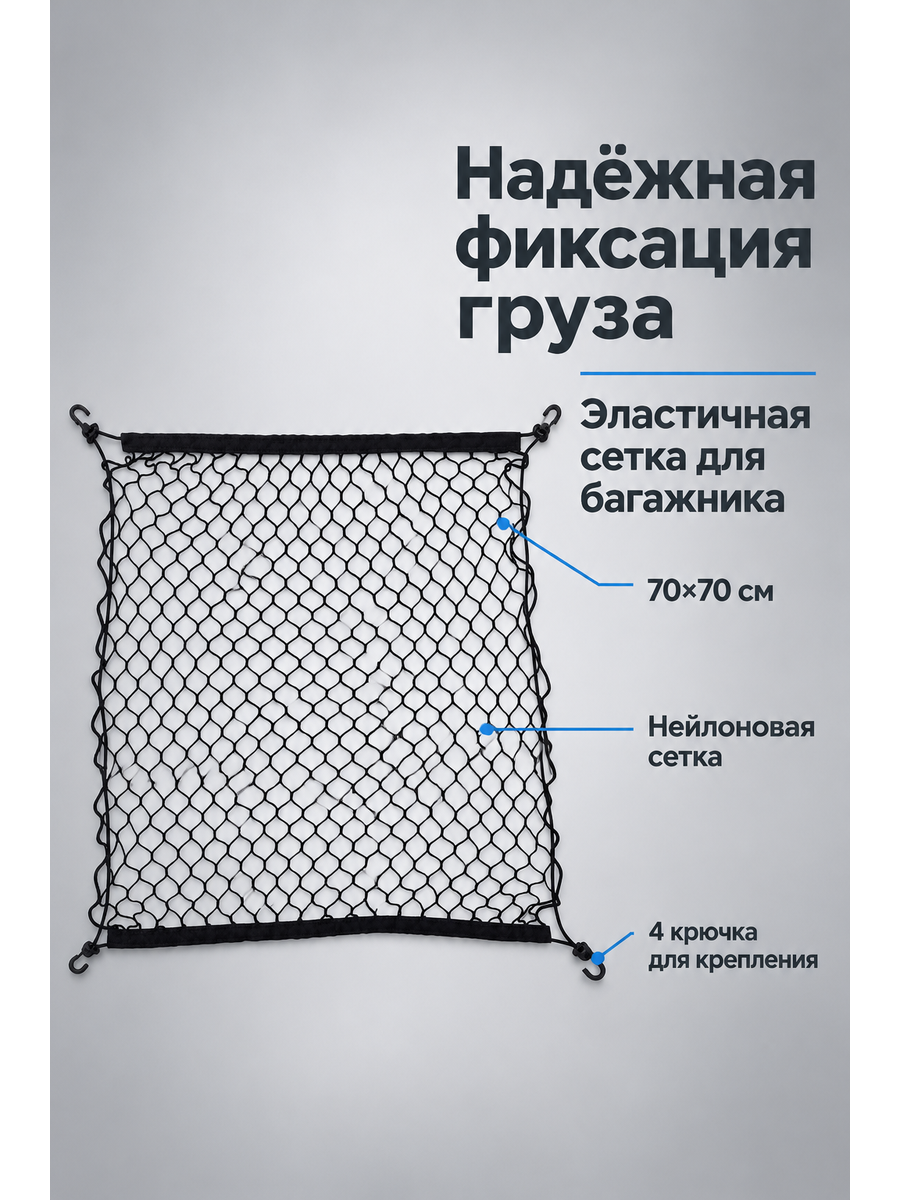 Надёжная
фиксация
груза
Эластичная
сетка для
багажника
70×70 см
Нейлоновая
сетка
4 крючка
для крепления